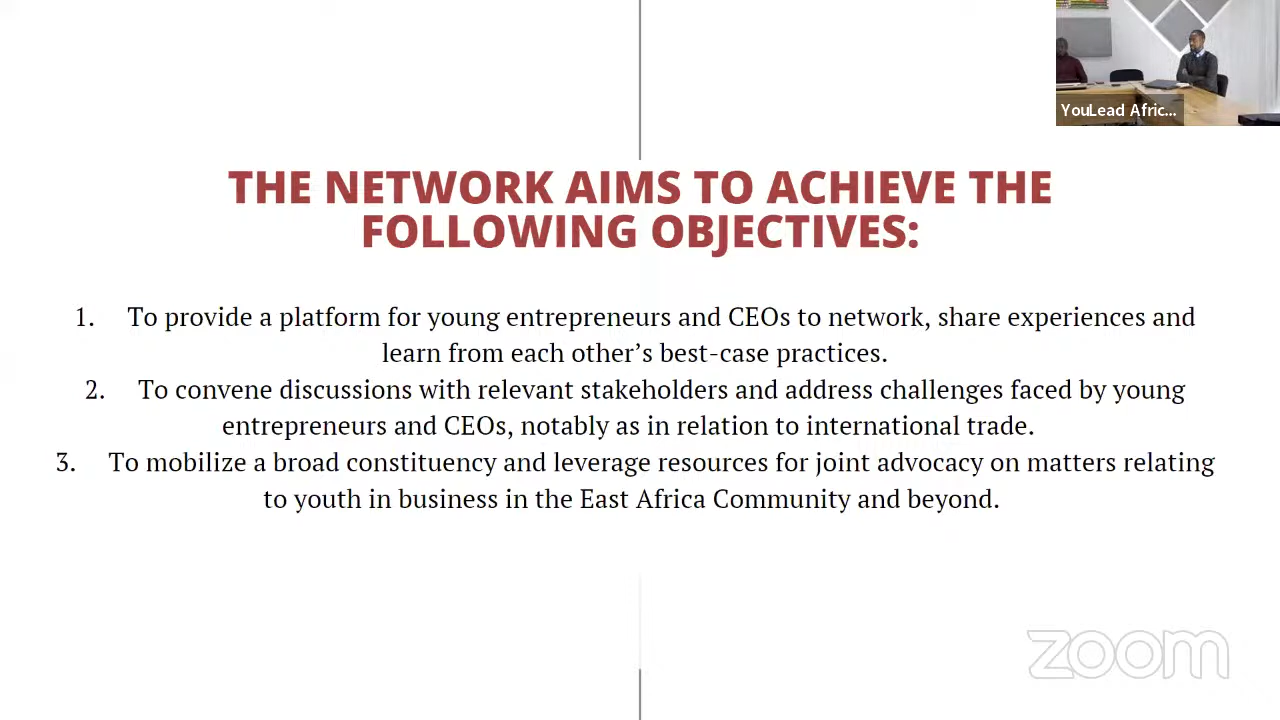 YouLead Afric...
THE NETWORK AIMS TO ACHIEVE THE
FOLLOWING OBJECTIVES:
1. To provide a platform for young entrepreneurs and CEOs to network, share experiences and
learn from each other’s best-case practices.
2. To convene discussions with relevant stakeholders and address challenges faced by young
entrepreneurs and CEOs, notably as in relation to international trade.
3. To mobilize a broad constituency and leverage resources for joint advocacy on matters relating
to youth in business in the East Africa Community and beyond.
zoom